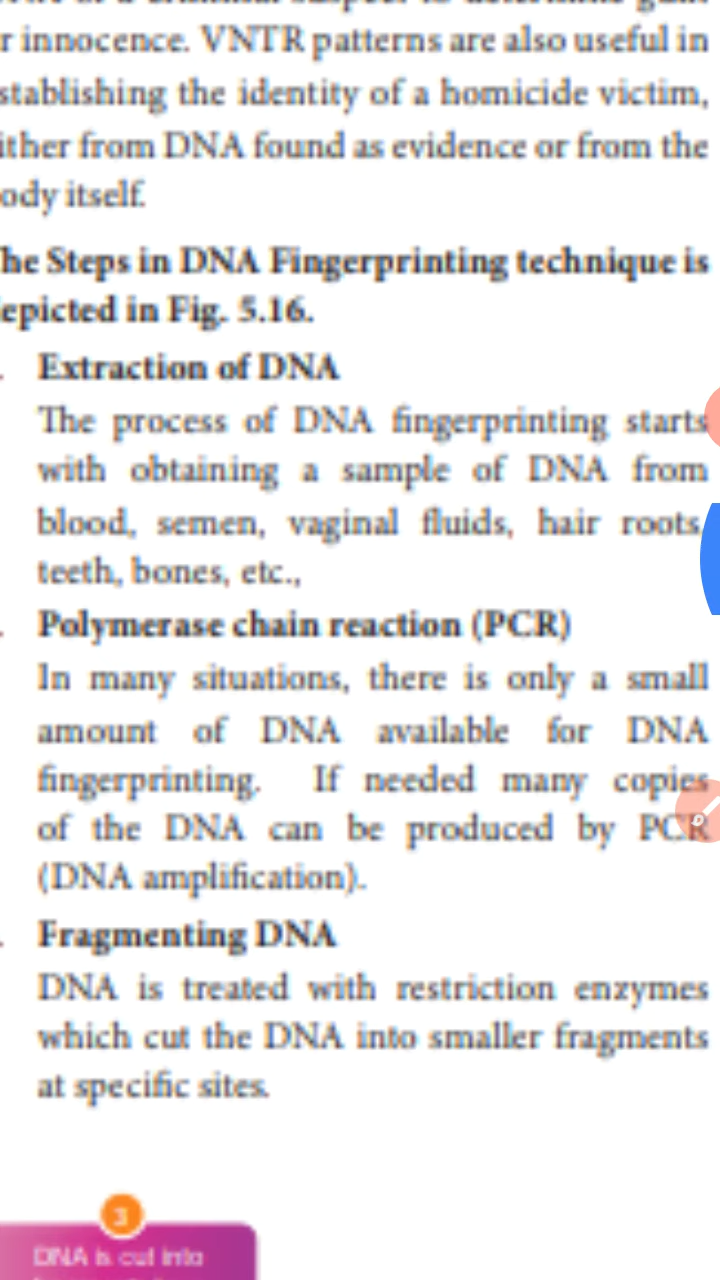 r innocence. VNTR patterns are also useful in
stablishing the identity of a homicide victim,
ither from DNA found as evidence or from the
ody itself.
he Steps in DNA Fingerprinting technique is
epicted in Fig. 5.16.
. Extraction of DNA
The process of DNA fingerprinting starts
with obtaining a sample of DNA from
blood, semen, vaginal fluids, hair roots,
teeth, bones, etc.,
. Polymerase chain reaction (PCR)
In many situations, there is only a small
amount of DNA available for DNA
fingerprinting. If needed many copies
of the DNA can be produced by PCR
(DNA amplification).
. Fragmenting DNA
DNA is treated with restriction enzymes
which cut the DNA into smaller fragments
at specific sites.
3
DNA is cut into